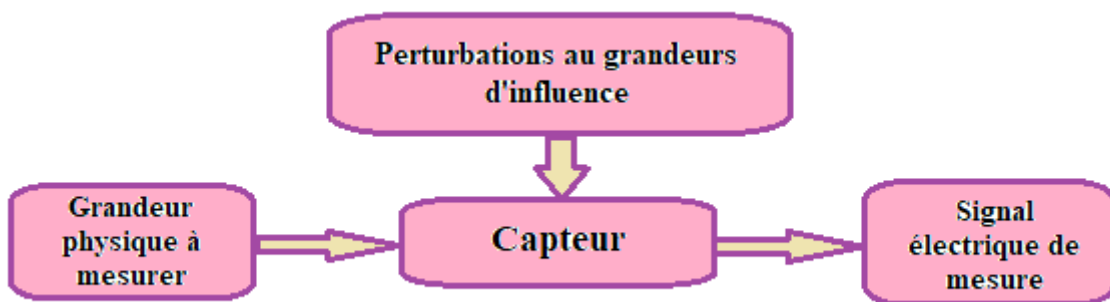 Perturbations au grandeurs
d'influence
Grandeur
physique à
mesurer
Capteur
Signal
électrique de
mesure